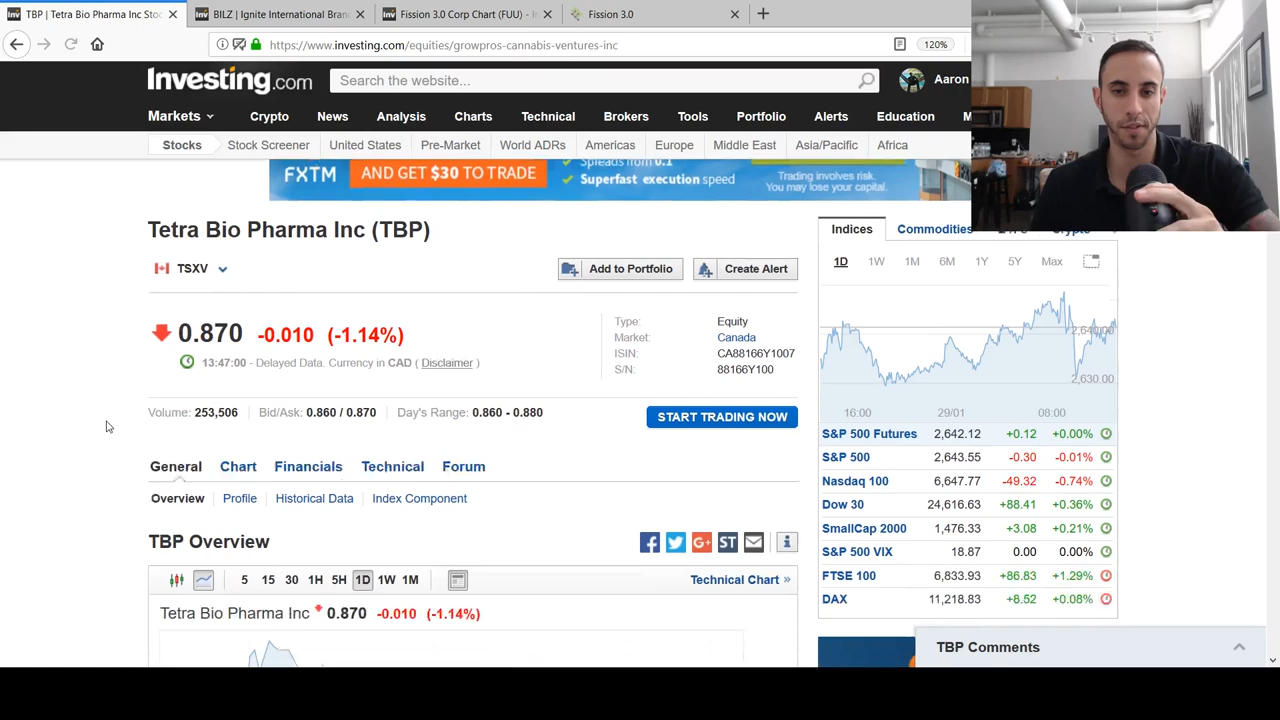 TBP | Tetra Bio Pharma Inc Stoc
BILZ | Ignite International Bran
Fission 3.0 Corp Chart (FUU) - i
Fission 3.0
https://www.investing.com/equities/growpros-cannabis-ventures-inc
120%
Investing.com
Search the website...
Aaron
Markets Crypto News Analysis Charts Technical Brokers Tools Portfolio Alerts Education M
Stocks Stock Screener United States Pre-Market World ADRs Americas Europe Middle East Asia/Pacific Africa
FXTM
AND GET $30 TO TRADE
Spreads from 0.1
Superfast execution speed
Trading involves risk.
You may lose your capital.
Tetra Bio Pharma Inc (TBP)
TSXV
Add to Portfolio
Create Alert
0.870 -0.010 (-1.14%)
13:47:00 - Delayed Data. Currency in CAD ( Disclaimer )
Type: Equity
Market: Canada
ISIN: CA88166Y1007
S/N: 88166Y100
Volume: 253,506 Bid/Ask: 0.860 / 0.870 Day's Range: 0.860 - 0.880
START TRADING NOW
General Chart Financials Technical Forum
Overview Profile Historical Data Index Component
TBP Overview
ST
5 15 30 1H 5H 1D 1W 1M
Technical Chart »
Tetra Bio Pharma Inc 0.870 -0.010 (-1.14%)
Indices Commodities
1D 1W 1M 6M 1Y 5Y Max
2,640.00
2,630.00
16:00 29/01 08:00
S&P 500 Futures 2,642.12 +0.12 +0.00%
S&P 500 2,643.55 -0.30 -0.01%
Nasdaq 100 6,647.77 -49.32 -0.74%
Dow 30 24,616.63 +88.41 +0.36%
SmallCap 2000 1,476.33 +3.08 +0.21%
S&P 500 VIX 18.87 0.00 0.00%
FTSE 100 6,833.93 +86.83 +1.29%
DAX 11,218.83 +8.52 +0.08%
TBP Comments